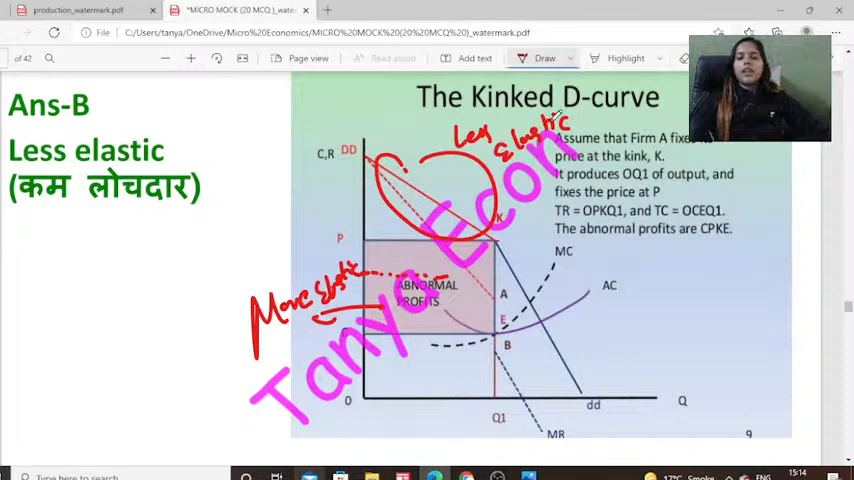 production_watermark.pdf
*MICRO MOCK (20 MCQ )_wate
File
C:/Users/tanya/OneDrive/Micro%20Economics/MICRO%20MOCK%20(20%20MCQ%20)_watermark.pdf
of 42
Page view
Read aloud
Add text
Draw
Highlight
Ans-B
Less elastic
(कम लोचदार)
The Kinked D-curve
Assume that Firm A fixes its
price at the kink, K.
It produces OQ1 of output, and
fixes the price at P
TR = OPKQ1, and TC = OCEQ1.
The abnormal profits are CPKE.
C,R
DD
Less
Elastic
K
P
MC
More Elastic
ABNORMAL
PROFITS
A
AC
E
C
B
0
dd
Q
Q1
MR
9
Tanya Econ
Type here to search
17°C Smoke
ENG
15:14